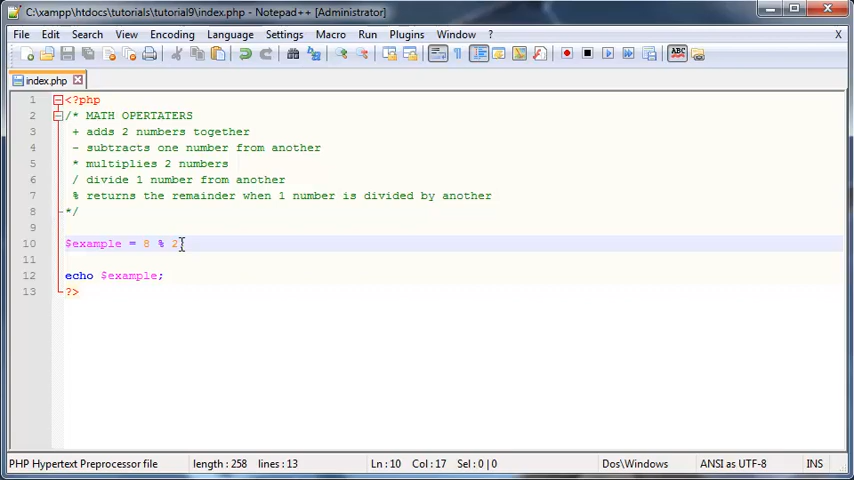 C:\xampp\htdocs\tutorials\tutorial9\index.php - Notepad++ [Administrator]
File Edit Search View Encoding Language Settings Macro Run Plugins Window ? X
ABC
index.php
1 <?php
2 /* MATH OPERTATERS
3 + adds 2 numbers together
4 - subtracts one number from another
5 * multiplies 2 numbers
6 / divide 1 number from another
7 % returns the remainder when 1 number is divided by another
8 */
9
10 $example = 8 % 2
11
12 echo $example;
13 ?>
PHP Hypertext Preprocessor file length : 258 lines : 13 Ln : 10 Col : 17 Sel : 0 | 0 Dos\Windows ANSI as UTF-8 INS